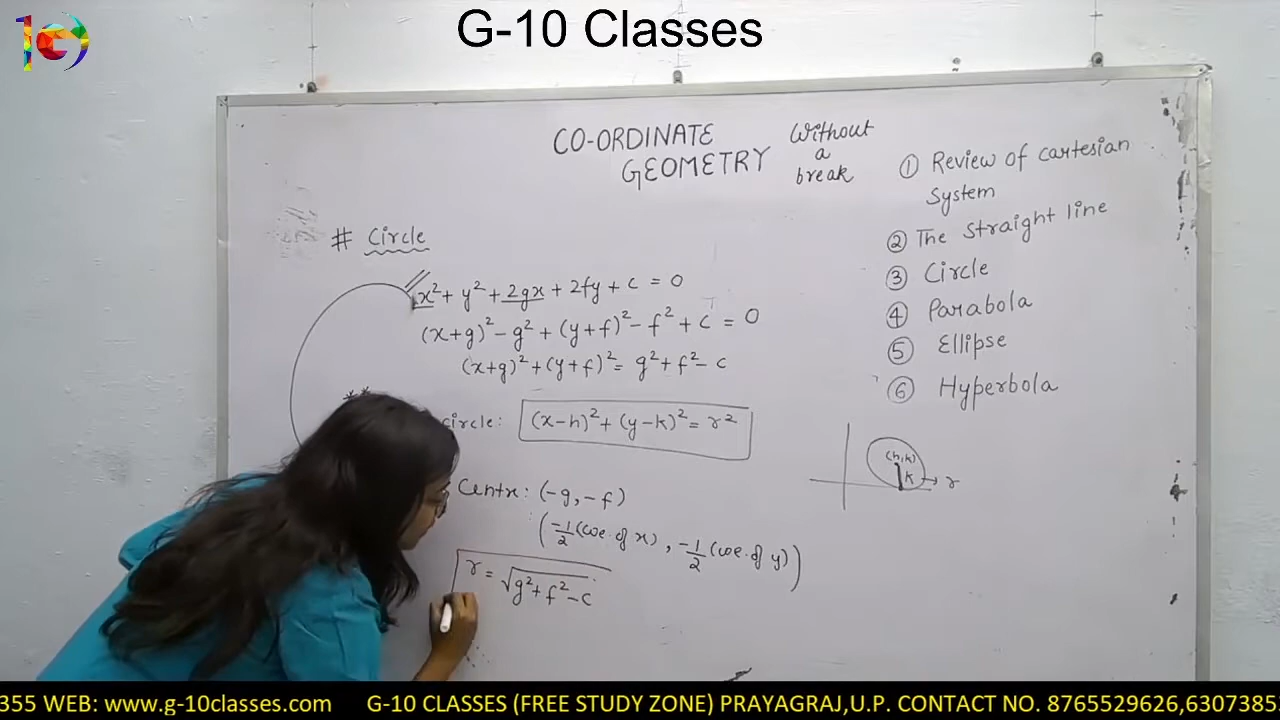 G-10 Classes
CO-ORDINATE
GEOMETRY
Without
a
break
# Circle
x² + y² + 2gx + 2fy + c = 0
(x+g)² - g² + (y+f)² - f² + c = 0
(x+g)² + (y+f)² = g² + f² - c
circle: (x-h)² + (y-k)² = r²
Centre: (-g, -f)
(-1/2 (coe. of x), -1/2 (coe. of y))
r = √g² + f² - c
① Review of cartesian
System
② The straight line
③ Circle
④ Parabola
⑤ Ellipse
⑥ Hyperbola
(h,k)
k → r
355 WEB: www.g-10classes.com G-10 CLASSES (FREE STUDY ZONE) PRAYAGRAJ,U.P. CONTACT NO. 8765529626,6307385